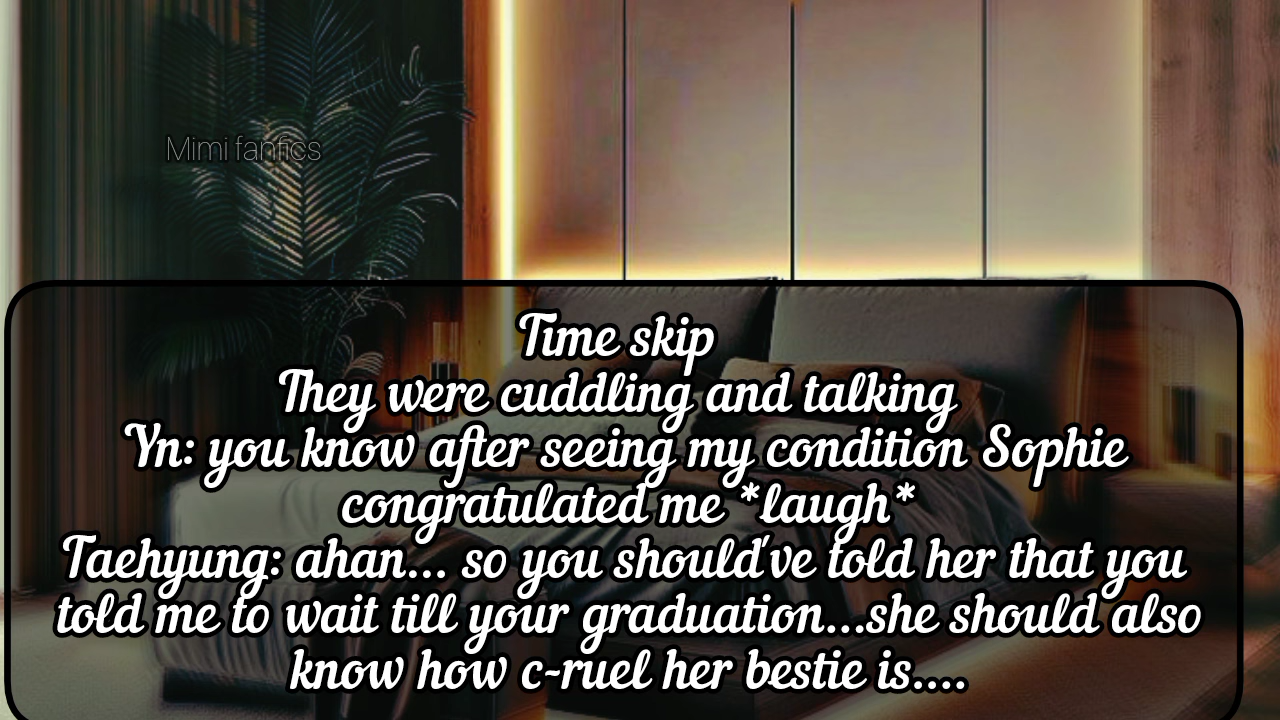 Mimi fanfics
Time skip
They were cuddling and talking
Yn: you know after seeing my condition Sophie
congratulated me *laugh*
Taehyung: ahan... so you should've told her that you
told me to wait till your graduation...she should also
know how c-ruel her bestie is....